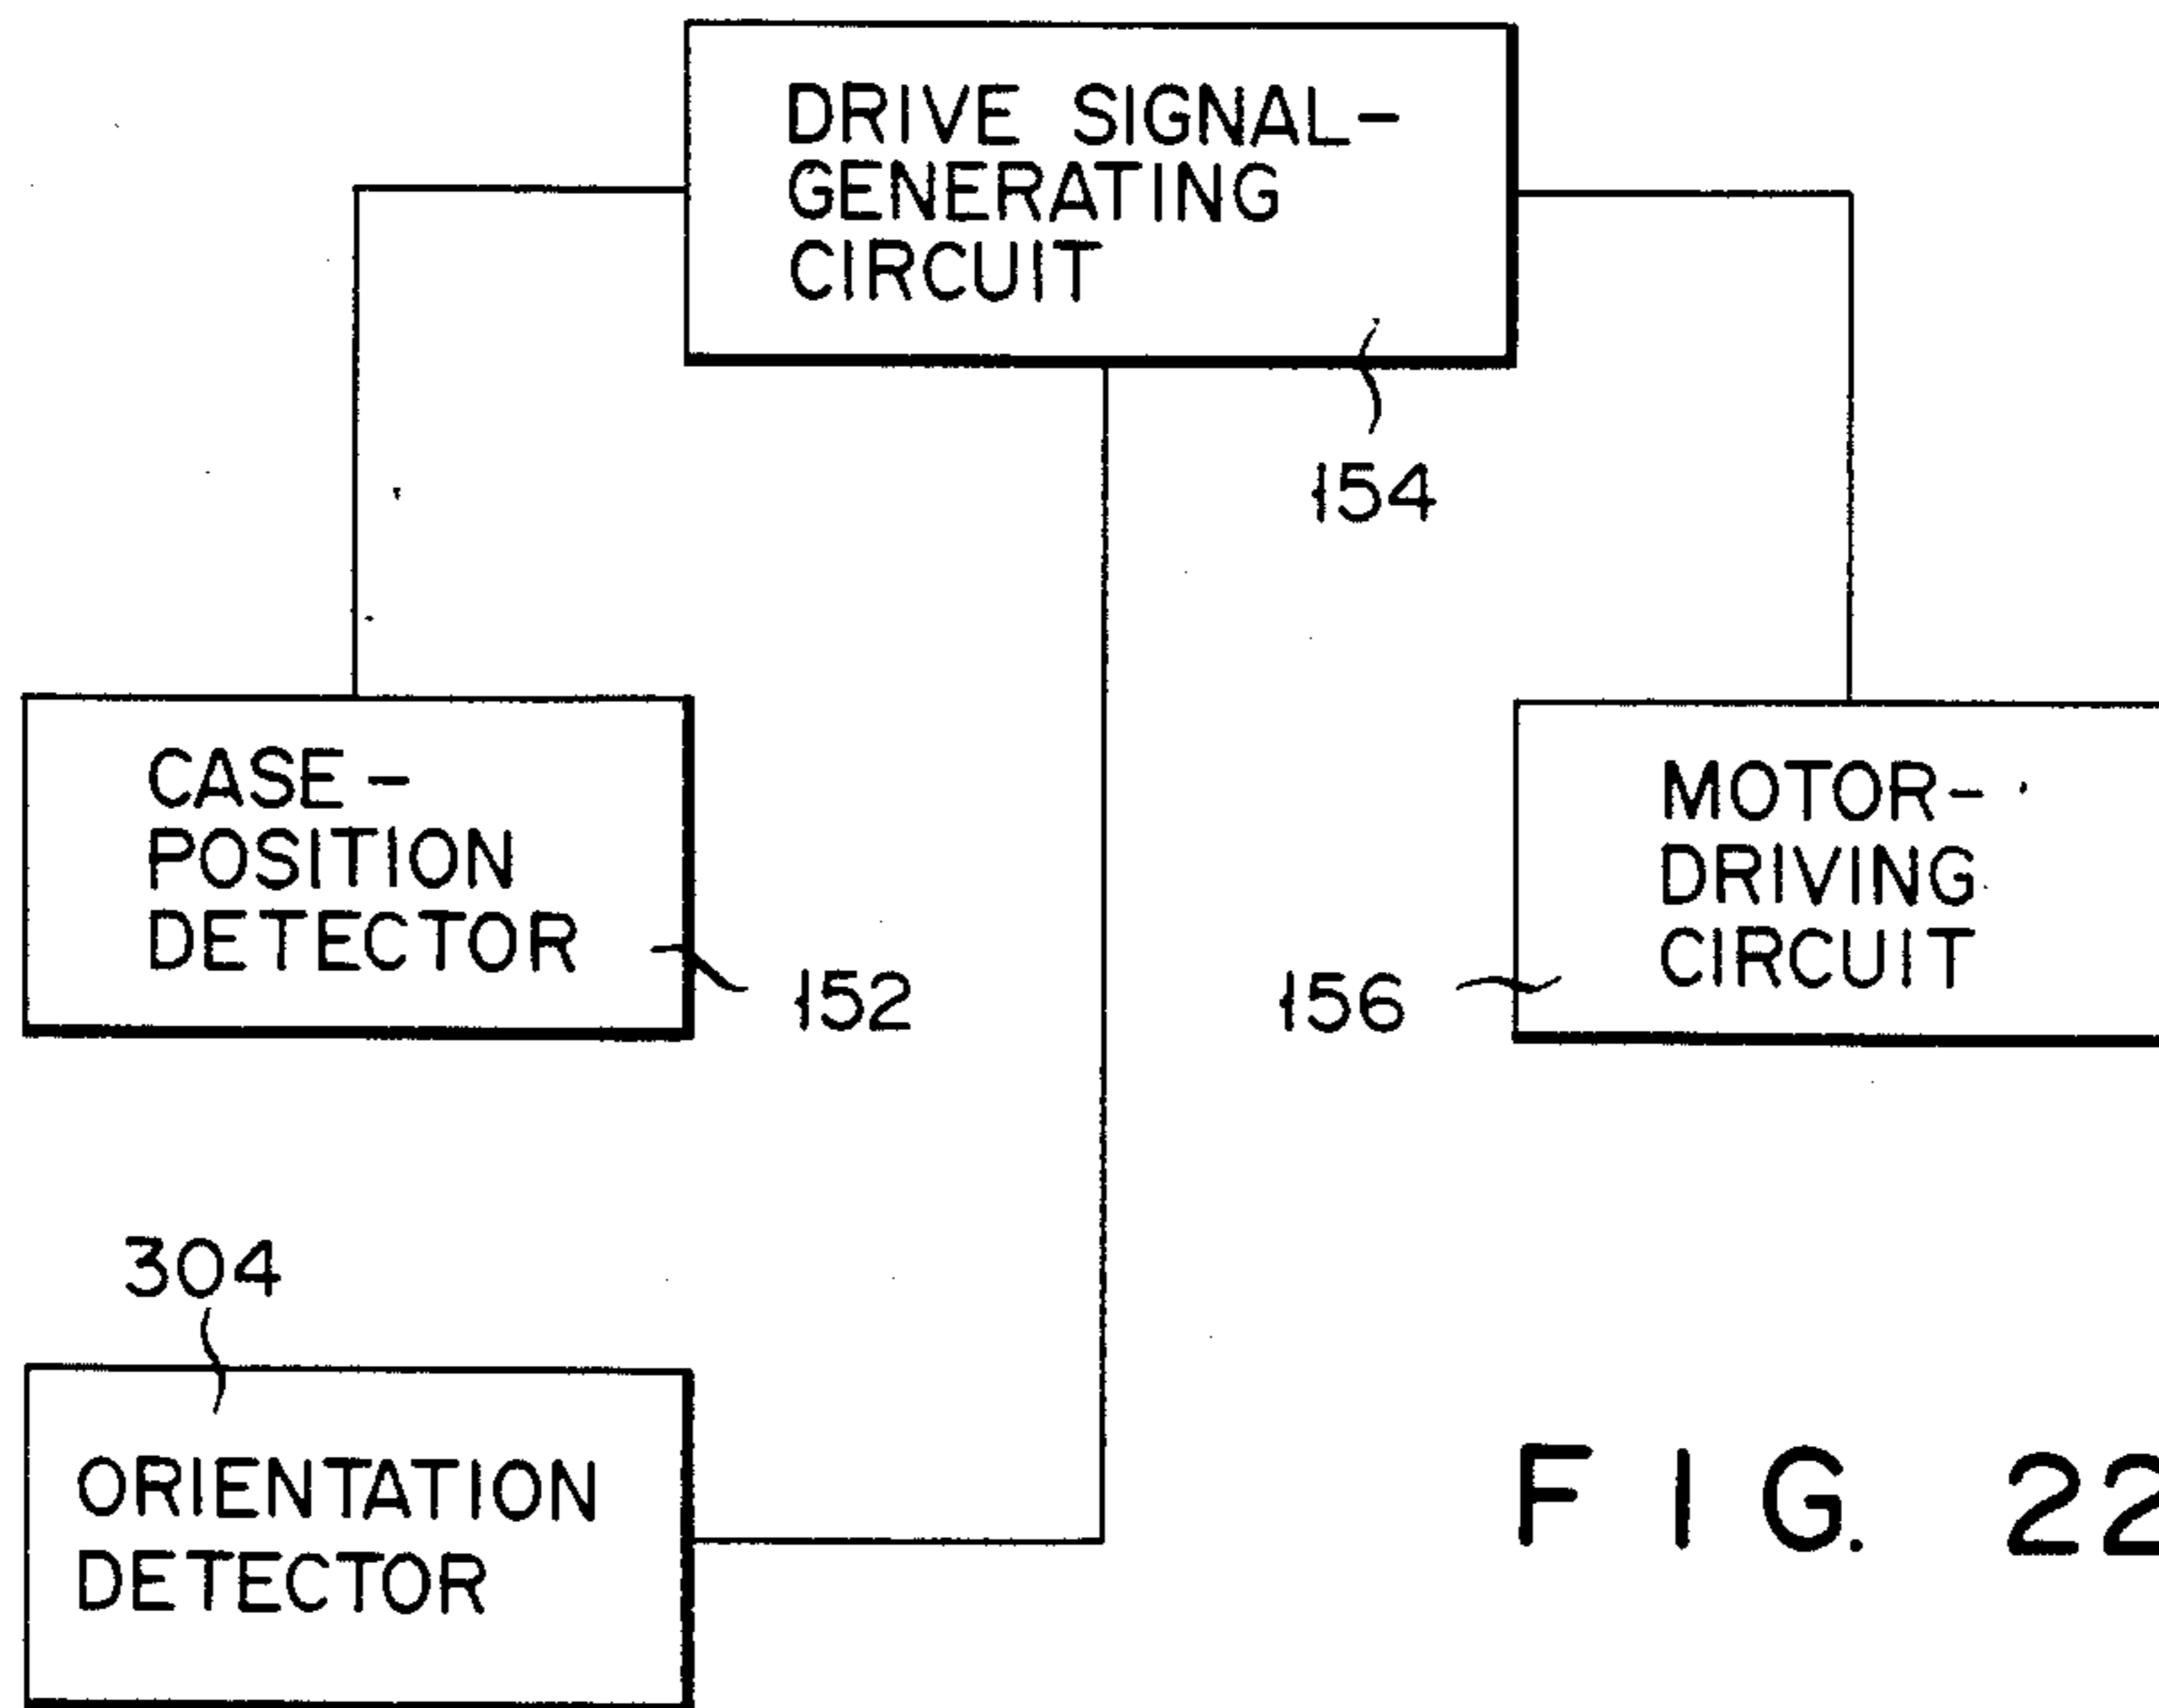 DRIVE SIGNAL-
GENERATING
CIRCUIT
154
CASE-
POSITION
DETECTOR
152
MOTOR-
DRIVING
CIRCUIT
156
304
ORIENTATION
DETECTOR
FIG. 22